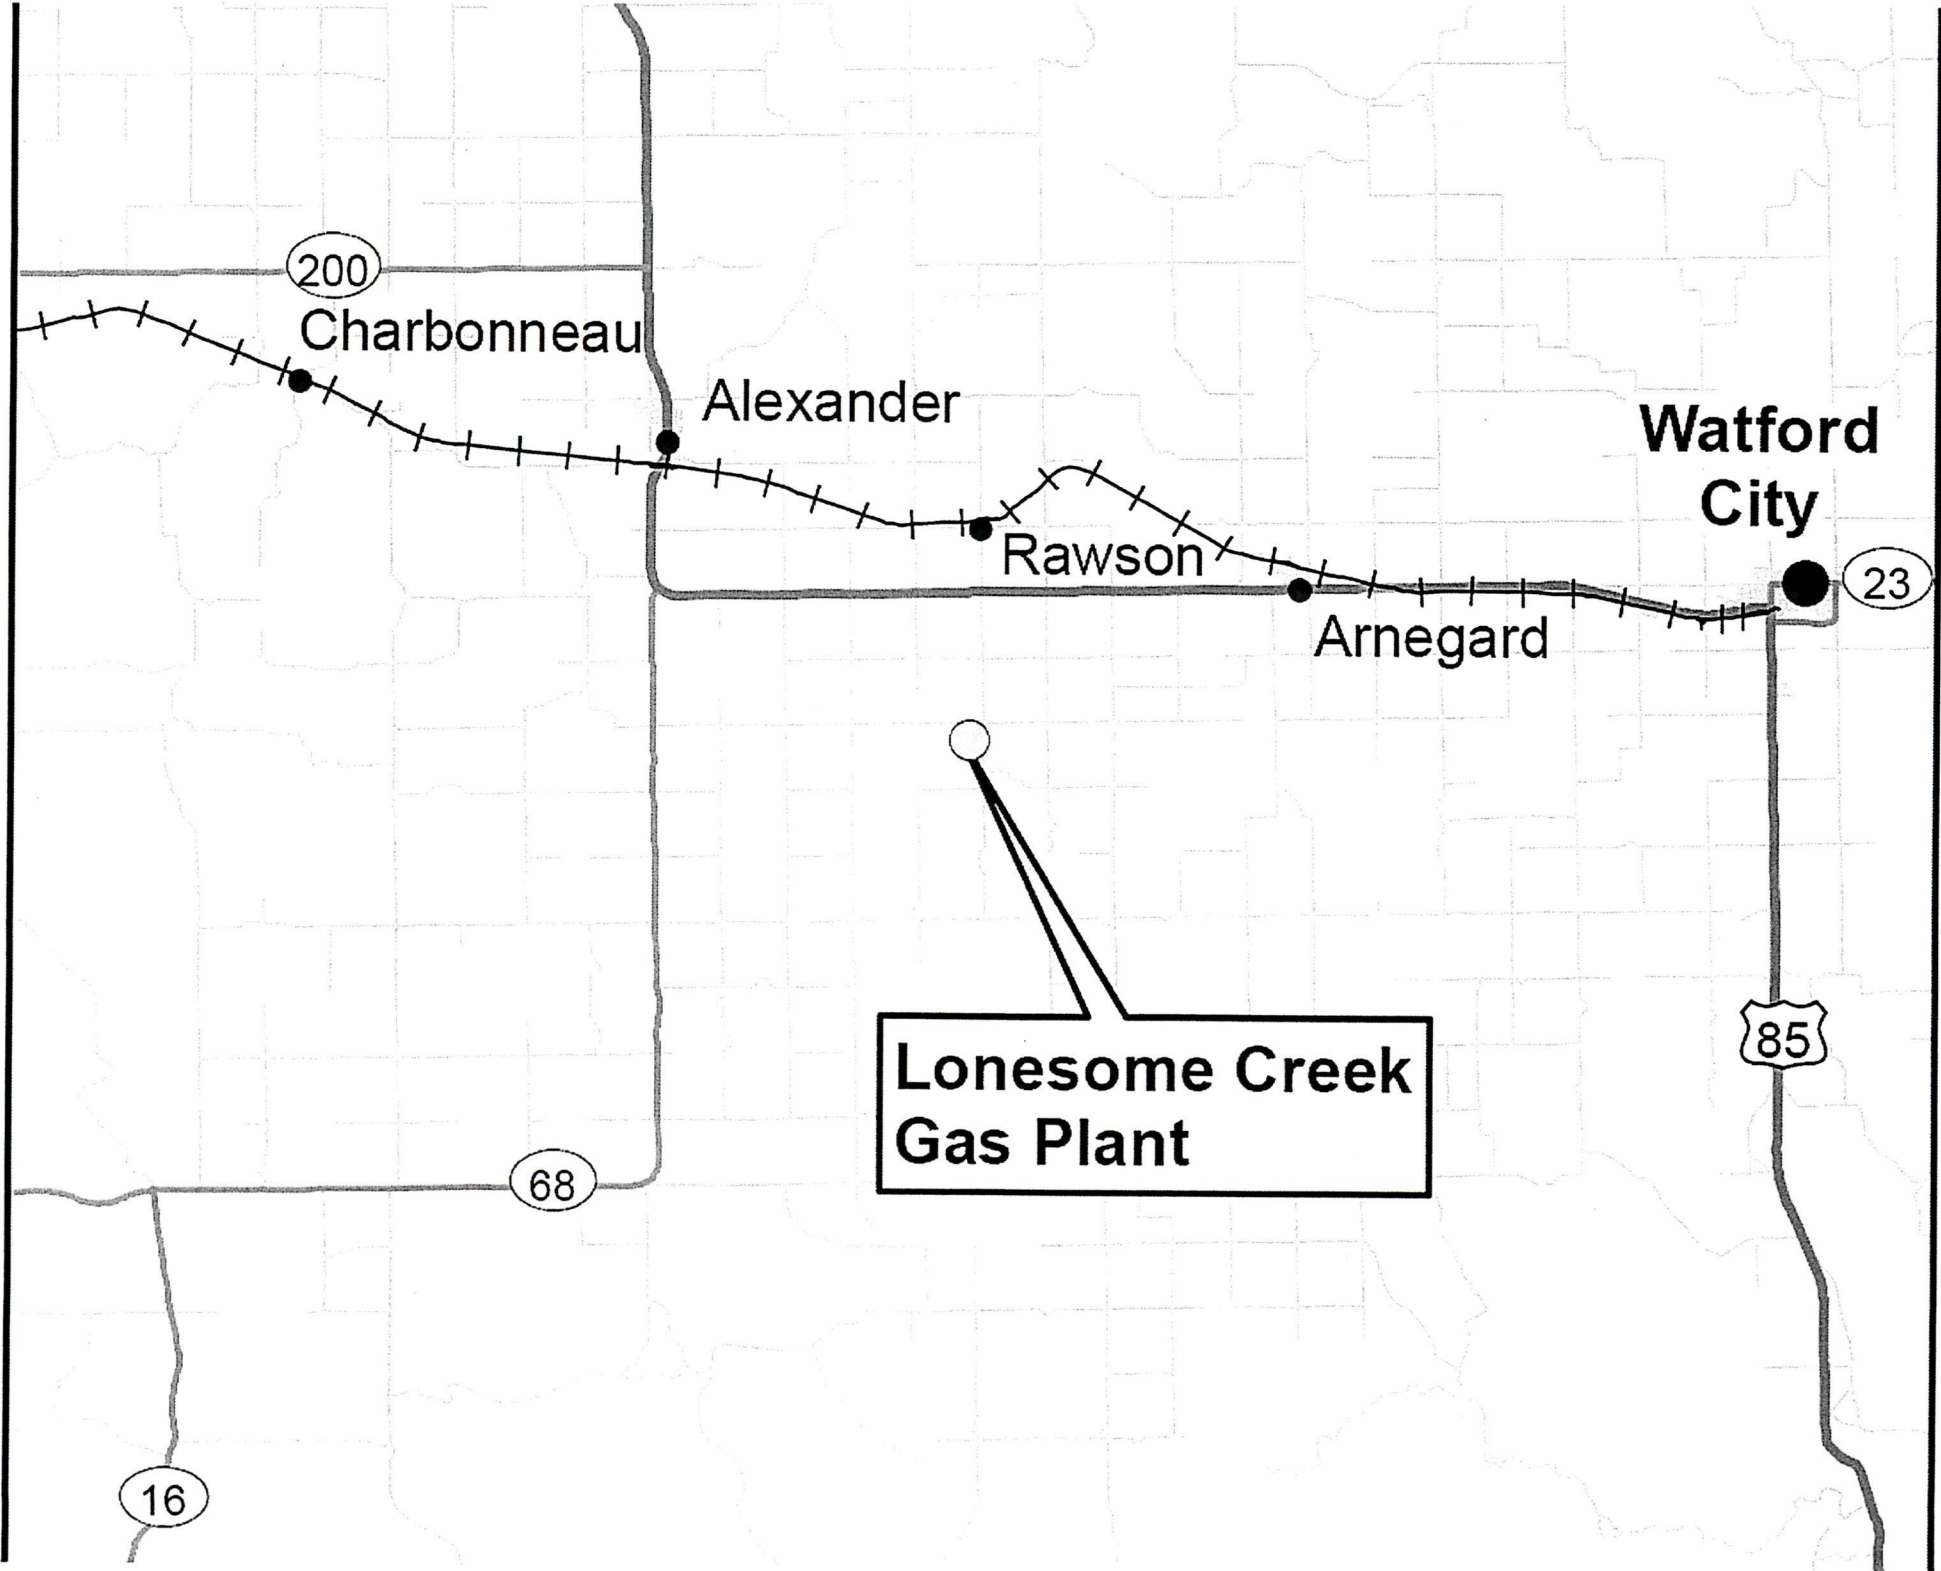 200
Charbonneau
Alexander
Watford
City
Rawson
23
Arnegard
85
Lonesome Creek
Gas Plant
68
16